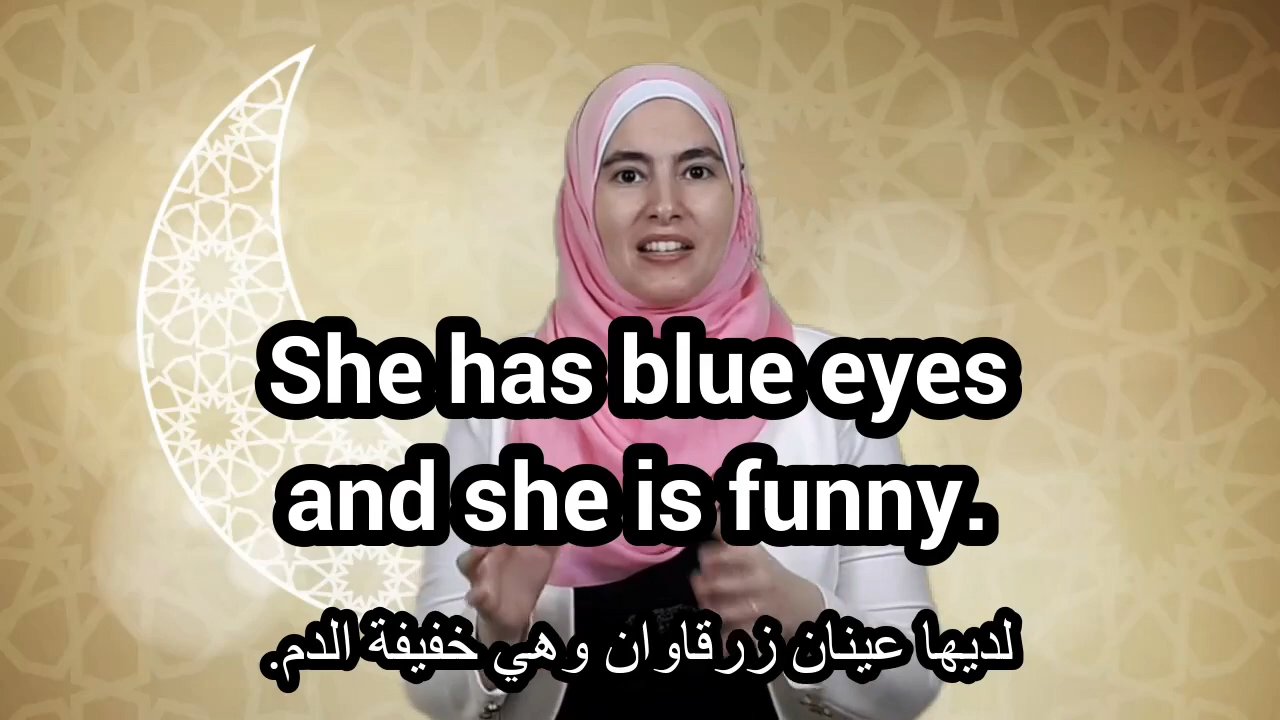 She has blue eyes
and she is funny.
لديها عينان زرقاوان وهي خفيفة الدم.